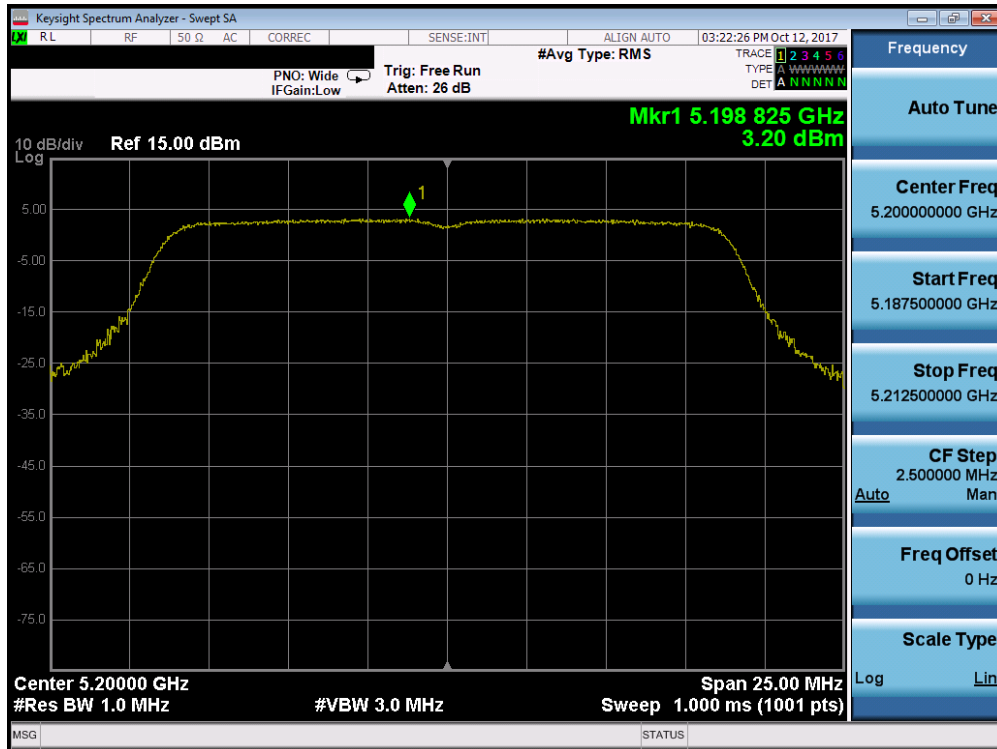 Keysight Spectrum Analyzer - Swept SA
LXI RL RF 50 Ω AC CORREC SENSE:INT ALIGN AUTO 03:22:26 PM Oct 12, 2017
#Avg Type: RMS TRACE 1 2 3 4 5 6
PNO: Wide Trig: Free Run TYPE A WWWWW
IFGain:Low Atten: 26 dB DET A N N N N N
Mkr1 5.198 825 GHz
3.20 dBm
10 dB/div Ref 15.00 dBm
Log
1
5.00
-5.00
-15.0
-25.0
-35.0
-45.0
-55.0
-65.0
-75.0
Center 5.20000 GHz Span 25.00 MHz
#Res BW 1.0 MHz #VBW 3.0 MHz Sweep 1.000 ms (1001 pts)
MSG STATUS
Frequency
Auto Tune
Center Freq
5.200000000 GHz
Start Freq
5.187500000 GHz
Stop Freq
5.212500000 GHz
CF Step
2.500000 MHz
Auto Man
Freq Offset
0 Hz
Scale Type
Log Lin